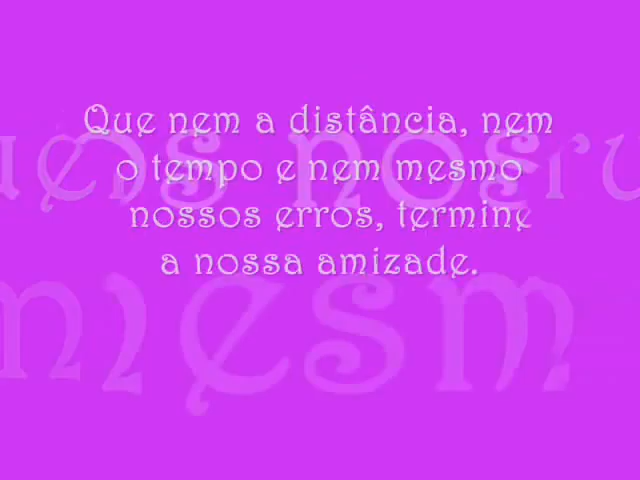 Que nem a distância, nem
o tempo e nem mesmo
nossos erros, termine
a nossa amizade.